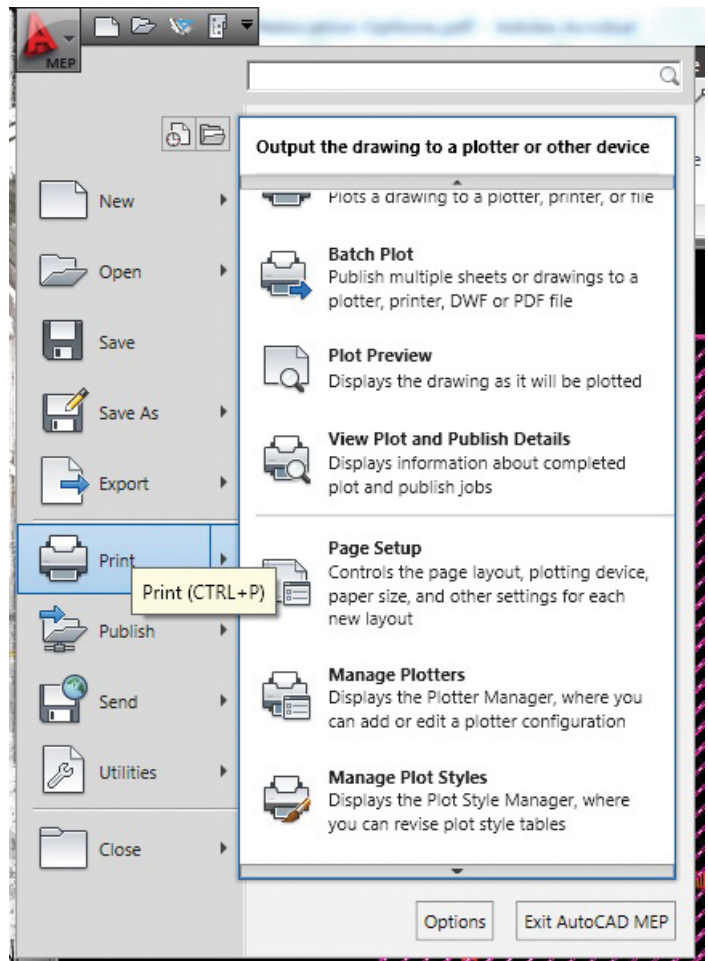 MEP
Output the drawing to a plotter or other device
New
Open
Save
Save As
Export
Print
Print (CTRL+P)
Publish
Send
Utilities
Close
Plots a drawing to a plotter, printer, or file
Batch Plot
Publish multiple sheets or drawings to a
plotter, printer, DWF or PDF file
Plot Preview
Displays the drawing as it will be plotted
View Plot and Publish Details
Displays information about completed
plot and publish jobs
Page Setup
Controls the page layout, plotting device,
paper size, and other settings for each
new layout
Manage Plotters
Displays the Plotter Manager, where you
can add or edit a plotter configuration
Manage Plot Styles
Displays the Plot Style Manager, where
you can revise plot style tables
Options
Exit AutoCAD MEP